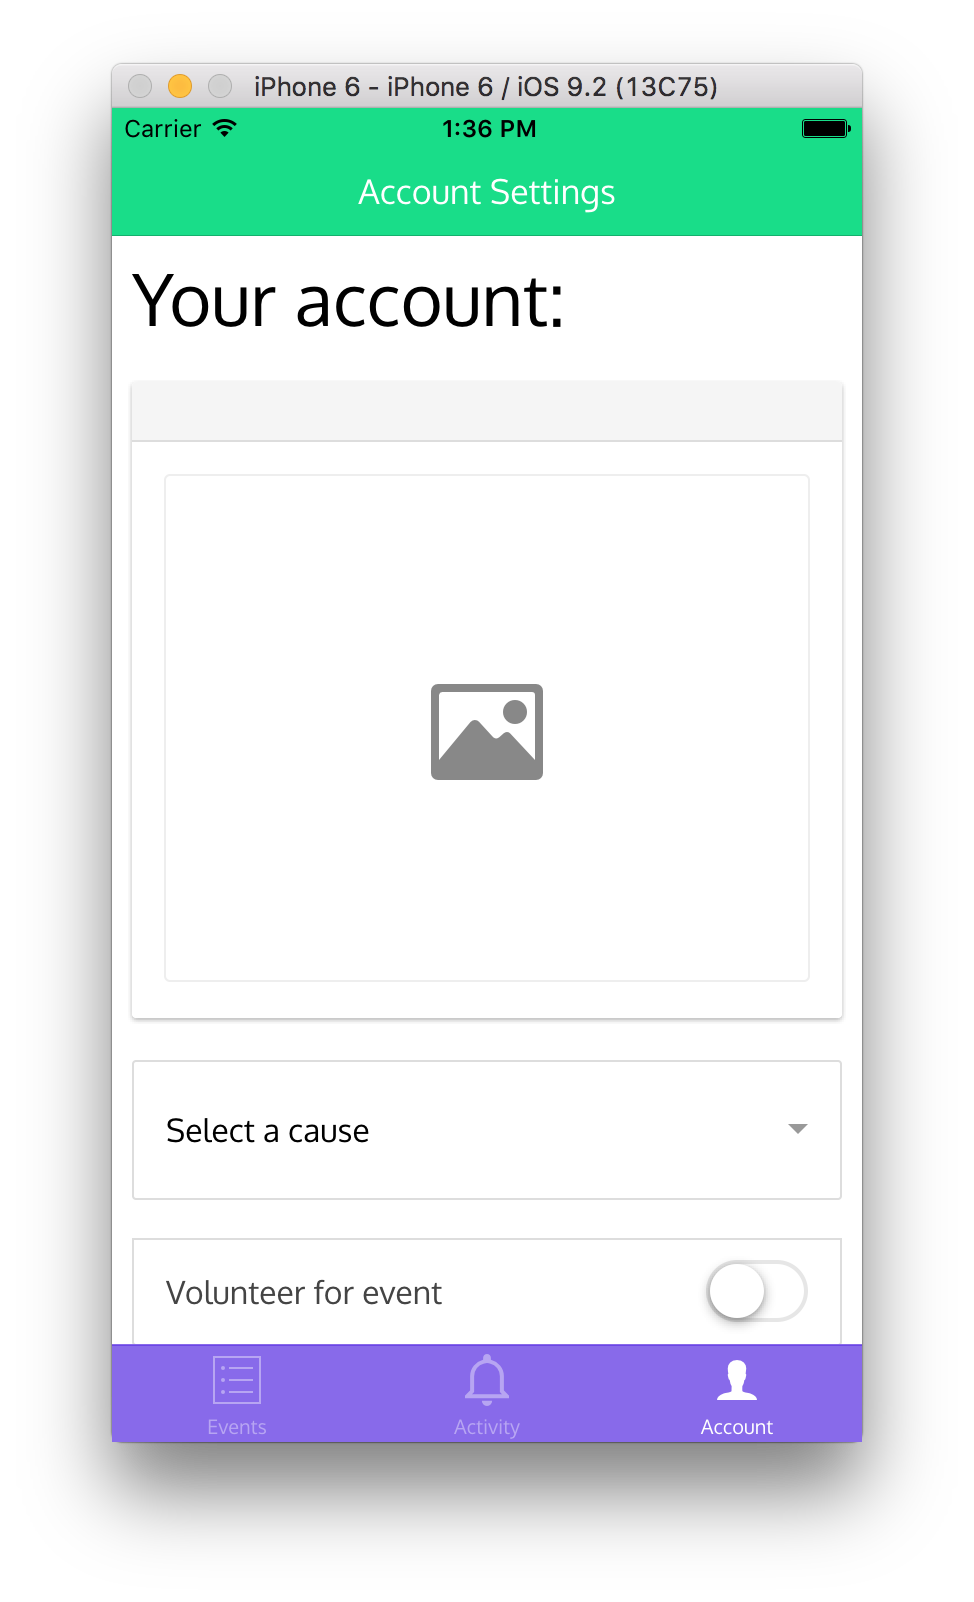 iPhone 6 - iPhone 6 / iOS 9.2 (13C75)
Carrier 1:36 PM
Account Settings
Your account:
Select a cause
Volunteer for event
Events Activity Account